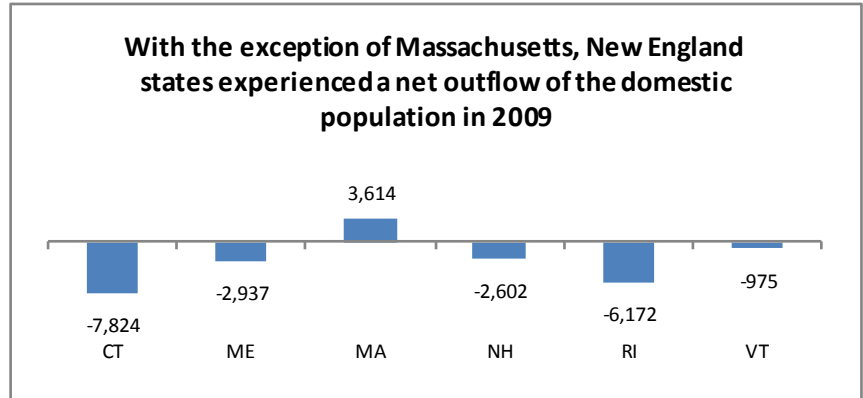 With the exception of Massachusetts, New England
states experienced a net outflow of the domestic
population in 2009
3,614
-7,824
-2,937
-2,602
-6,172
-975
CT ME MA NH RI VT